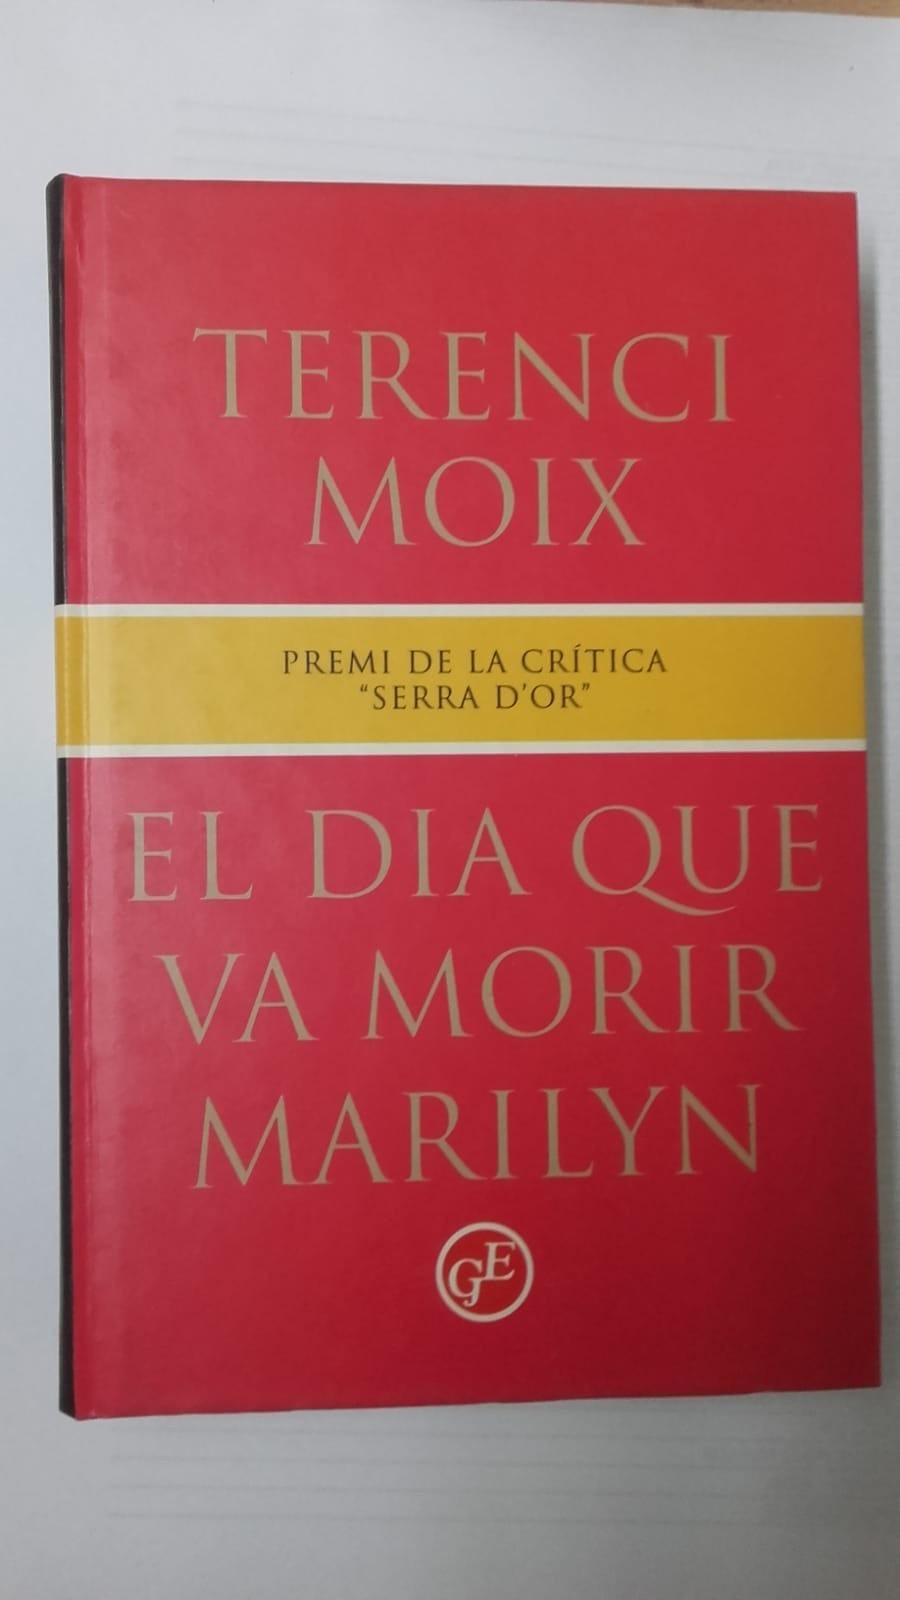 TERENCI
MOIX
PREMI DE LA CRÍTICA
“SERRA D’OR”
EL DIA QUE
VA MORIR
MARILYN
GE